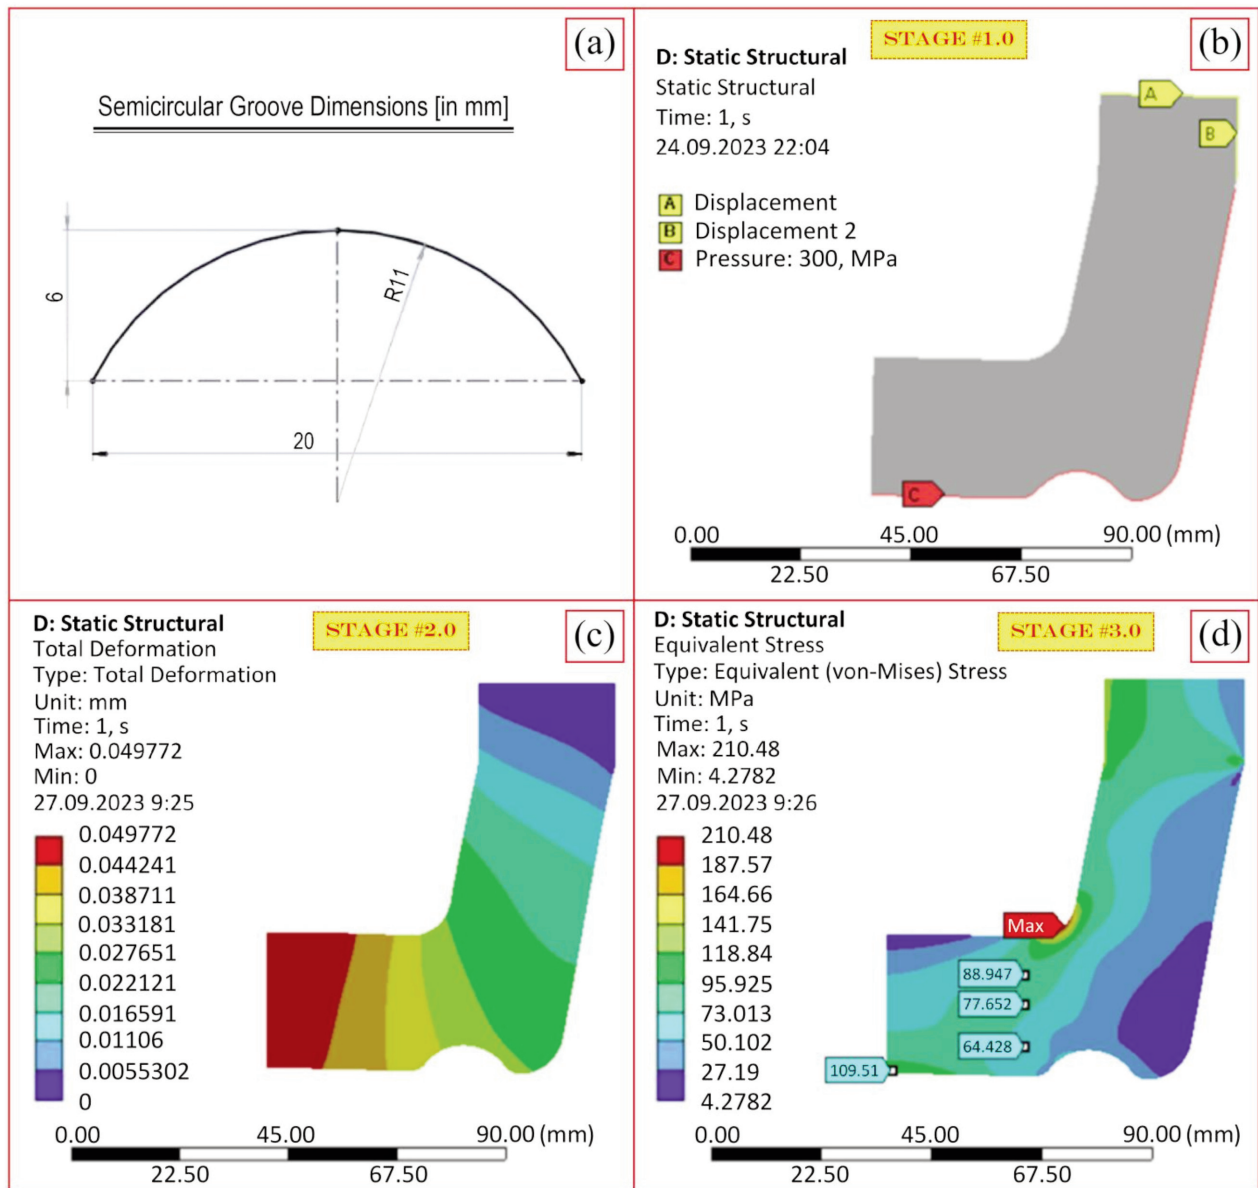 (a)
Semicircular Groove Dimensions [in mm]
6
R11
20
(b)
STAGE #1.0
D: Static Structural
Static Structural
Time: 1, s
24.09.2023 22:04
A Displacement
B Displacement 2
C Pressure: 300, MPa
A
B
C
0.00 45.00 90.00 (mm)
22.50 67.50
(c)
STAGE #2.0
D: Static Structural
Total Deformation
Type: Total Deformation
Unit: mm
Time: 1, s
Max: 0.049772
Min: 0
27.09.2023 9:25
0.049772
0.044241
0.038711
0.033181
0.027651
0.022121
0.016591
0.01106
0.0055302
0
0.00 45.00 90.00 (mm)
22.50 67.50
(d)
STAGE #3.0
D: Static Structural
Equivalent Stress
Type: Equivalent (von-Mises) Stress
Unit: MPa
Time: 1, s
Max: 210.48
Min: 4.2782
27.09.2023 9:26
210.48
187.57
164.66
141.75
118.84
95.925
73.013
50.102
27.19
4.2782
Max
88.947
77.652
64.428
109.51
0.00 45.00 90.00 (mm)
22.50 67.50